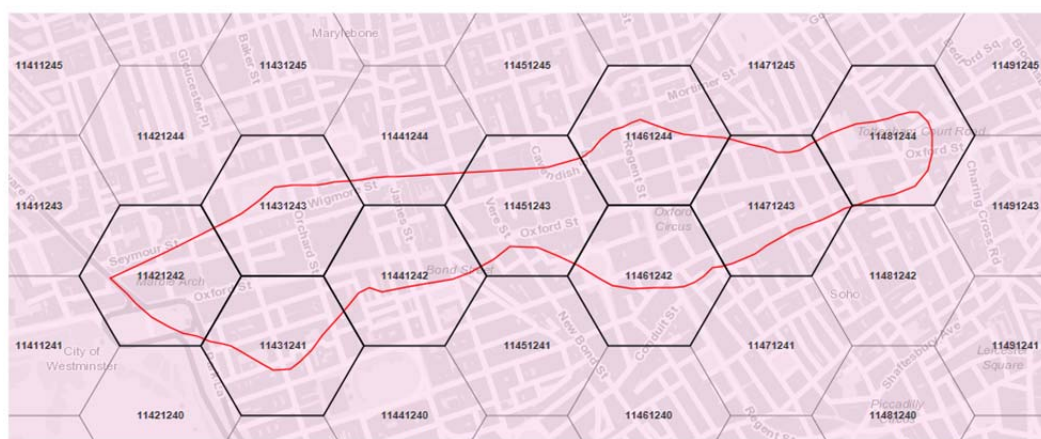 Marylebone
11411245
Gloucester Pl
Baker St
11431245
11451245
Mortimer St
11471245
Bedford Sq
11491245
11421244
11441244
11461244
11481244
Tottenham Court Road
Oxford St
Cavendish
Regent St
11411243
11431243
Wigmore St
James St
11451243
Vere St
Oxford St
Oxford
Circus
11471243
Charing Cross Rd
11491243
Orchard St
Seymour St
11421242
Marble Arch
Oxford St
11441242
Bond Street
11461242
11481242
Soho
11411241
City of
Westminster
11431241
11451241
New Bond St
Conduit St
11471241
Shaftesbury Ave
11491241
Leicester
Square
11421240
11441240
11461240
Regent St
Piccadilly
Circus
11481240